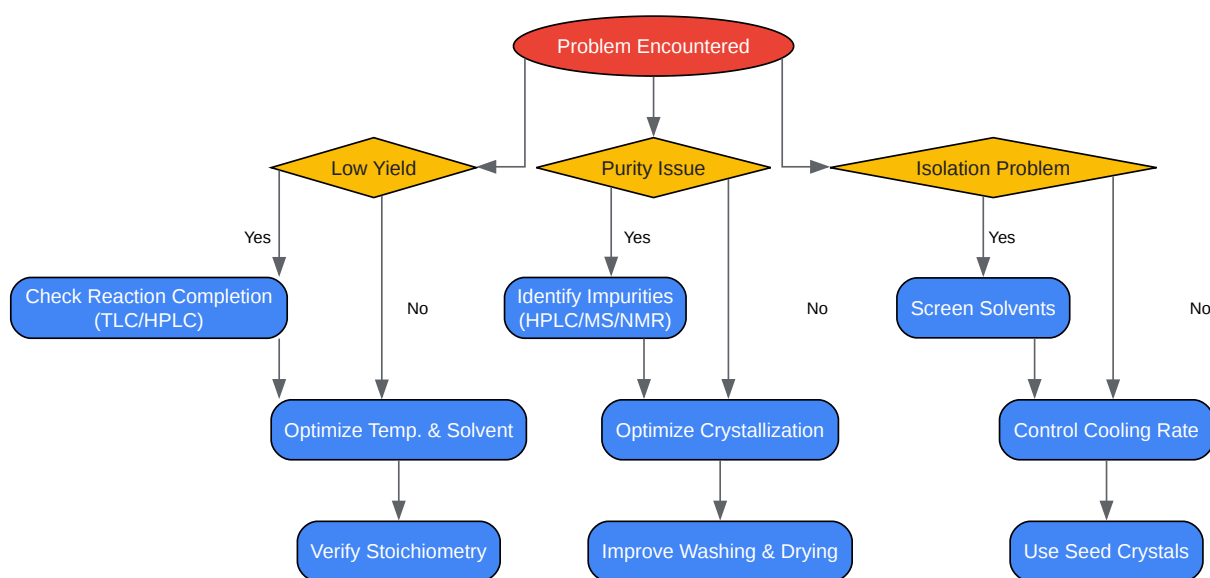 Problem Encountered
Low Yield
Purity Issue
Isolation Problem
Yes
Yes
Yes
Check Reaction Completion
(TLC/HPLC)
No
Identify Impurities
(HPLC/MS/NMR)
No
Screen Solvents
No
Optimize Temp. & Solvent
Optimize Crystallization
Control Cooling Rate
Verify Stoichiometry
Improve Washing & Drying
Use Seed Crystals